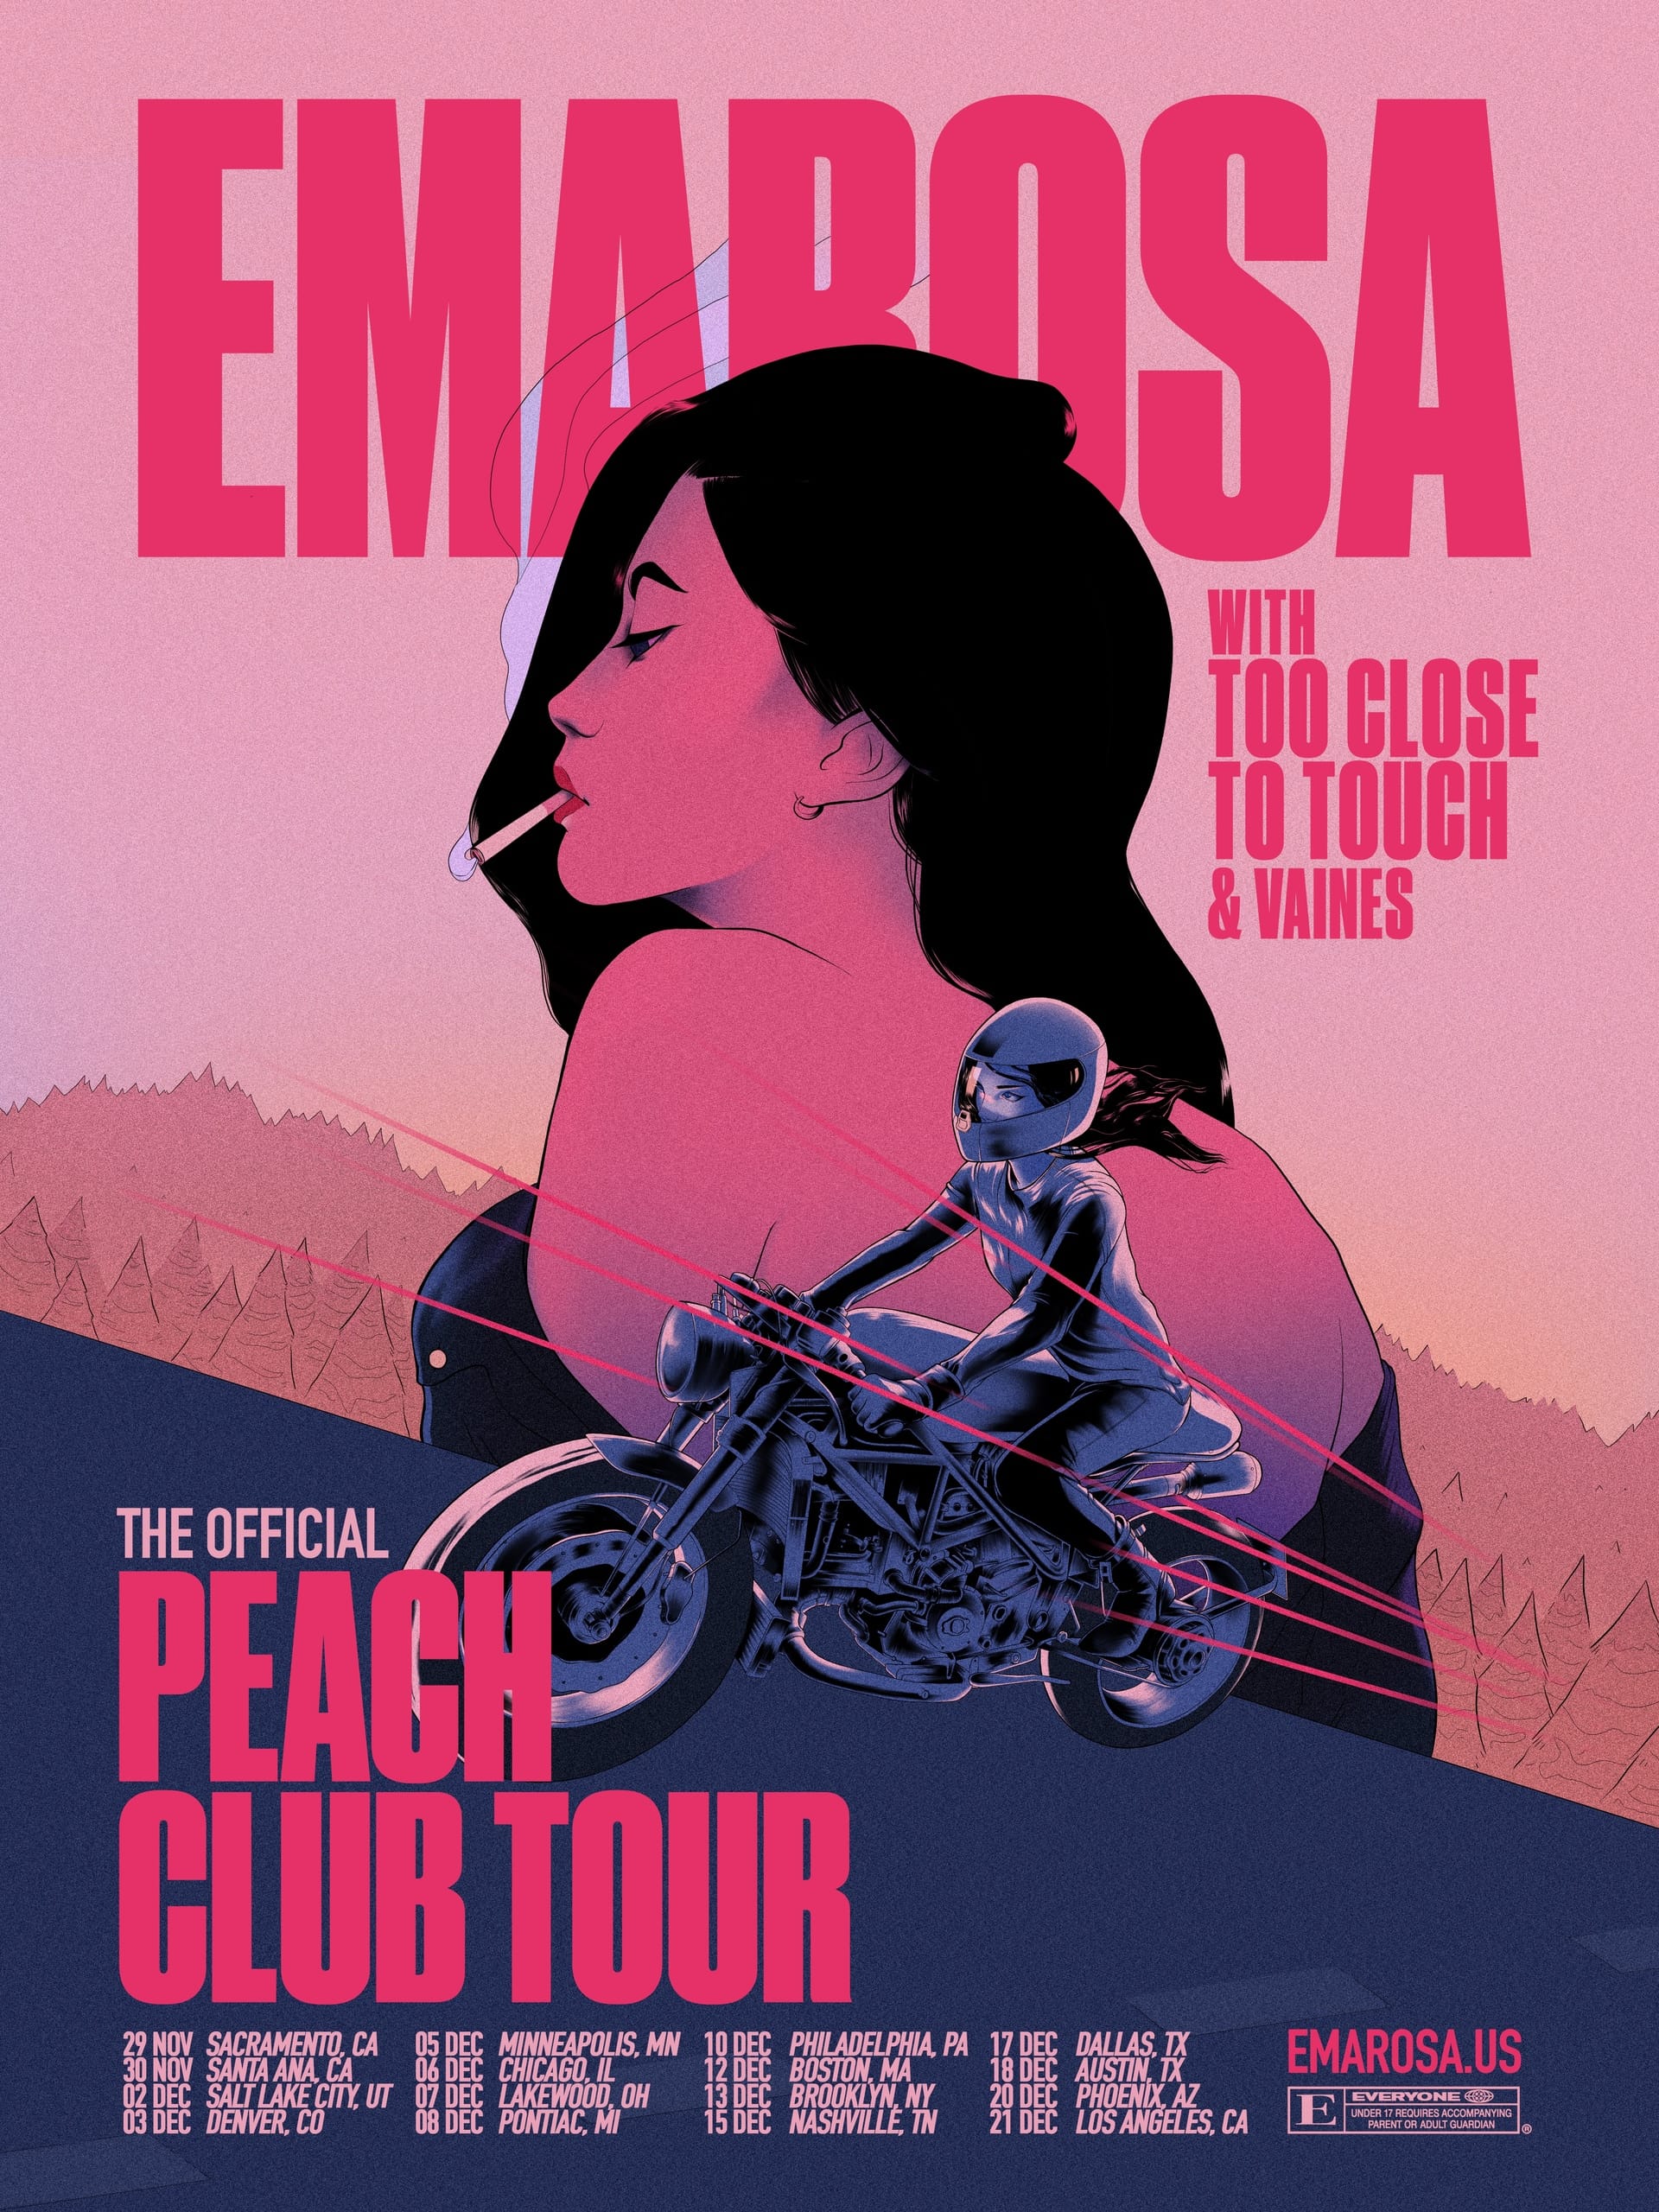 EMAROSA
WITH
TOO CLOSE
TO TOUCH
& VAINES
THE OFFICIAL
PEACH
CLUB TOUR
29 NOV SACRAMENTO, CA
30 NOV SANTA ANA, CA
02 DEC SALT LAKE CITY, UT
03 DEC DENVER, CO
05 DEC MINNEAPOLIS, MN
06 DEC CHICAGO, IL
07 DEC LAKEWOOD, OH
08 DEC PONTIAC, MI
10 DEC PHILADELPHIA, PA
12 DEC BOSTON, MA
13 DEC BROOKLYN, NY
15 DEC NASHVILLE, TN
17 DEC DALLAS, TX
18 DEC AUSTIN, TX
20 DEC PHOENIX, AZ
21 DEC LOS ANGELES, CA
EMAROSA.US
E EVERYONE
UNDER 17 REQUIRES ACCOMPANYING
PARENT OR ADULT GUARDIAN ®